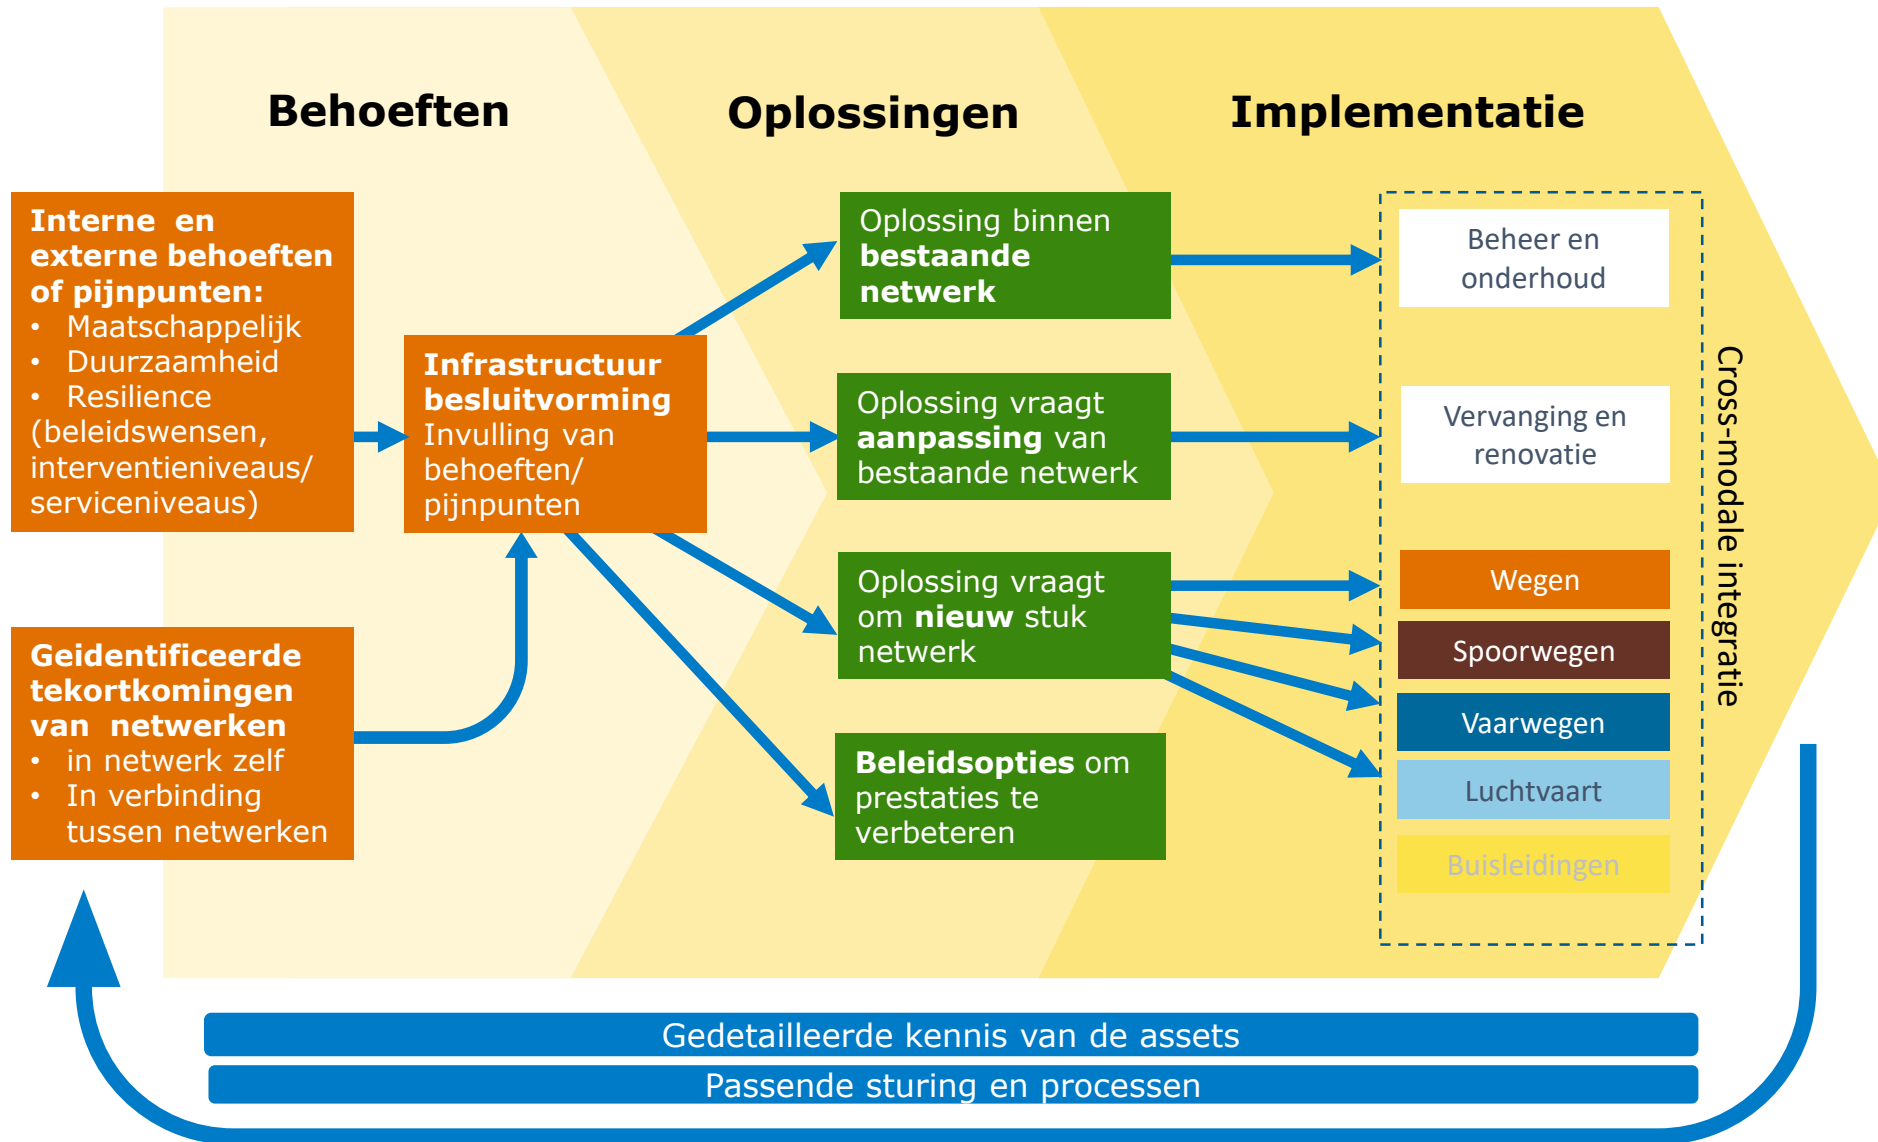 Behoeften
Oplossingen
Implementatie
Interne en
externe behoeften
of pijnpunten:
• Maatschappelijk
• Duurzaamheid
• Resilience
(beleidswensen,
interventieniveaus/
serviceniveaus)
Geidentificeerde
tekortkomingen
van netwerken
• in netwerk zelf
• In verbinding
tussen netwerken
Infrastructuur
besluitvorming
Invulling van
behoeften/
pijnpunten
Oplossing binnen
bestaande
netwerk
Oplossing vraagt
aanpassing van
bestaande netwerk
Oplossing vraagt
om nieuw stuk
netwerk
Beleidsopties om
prestaties te
verbeteren
Beheer en
onderhoud
Vervanging en
renovatie
Wegen
Spoorwegen
Vaarwegen
Luchtvaart
Buisleidingen
Cross-modale integratie
Gedetailleerde kennis van de assets
Passende sturing en processen